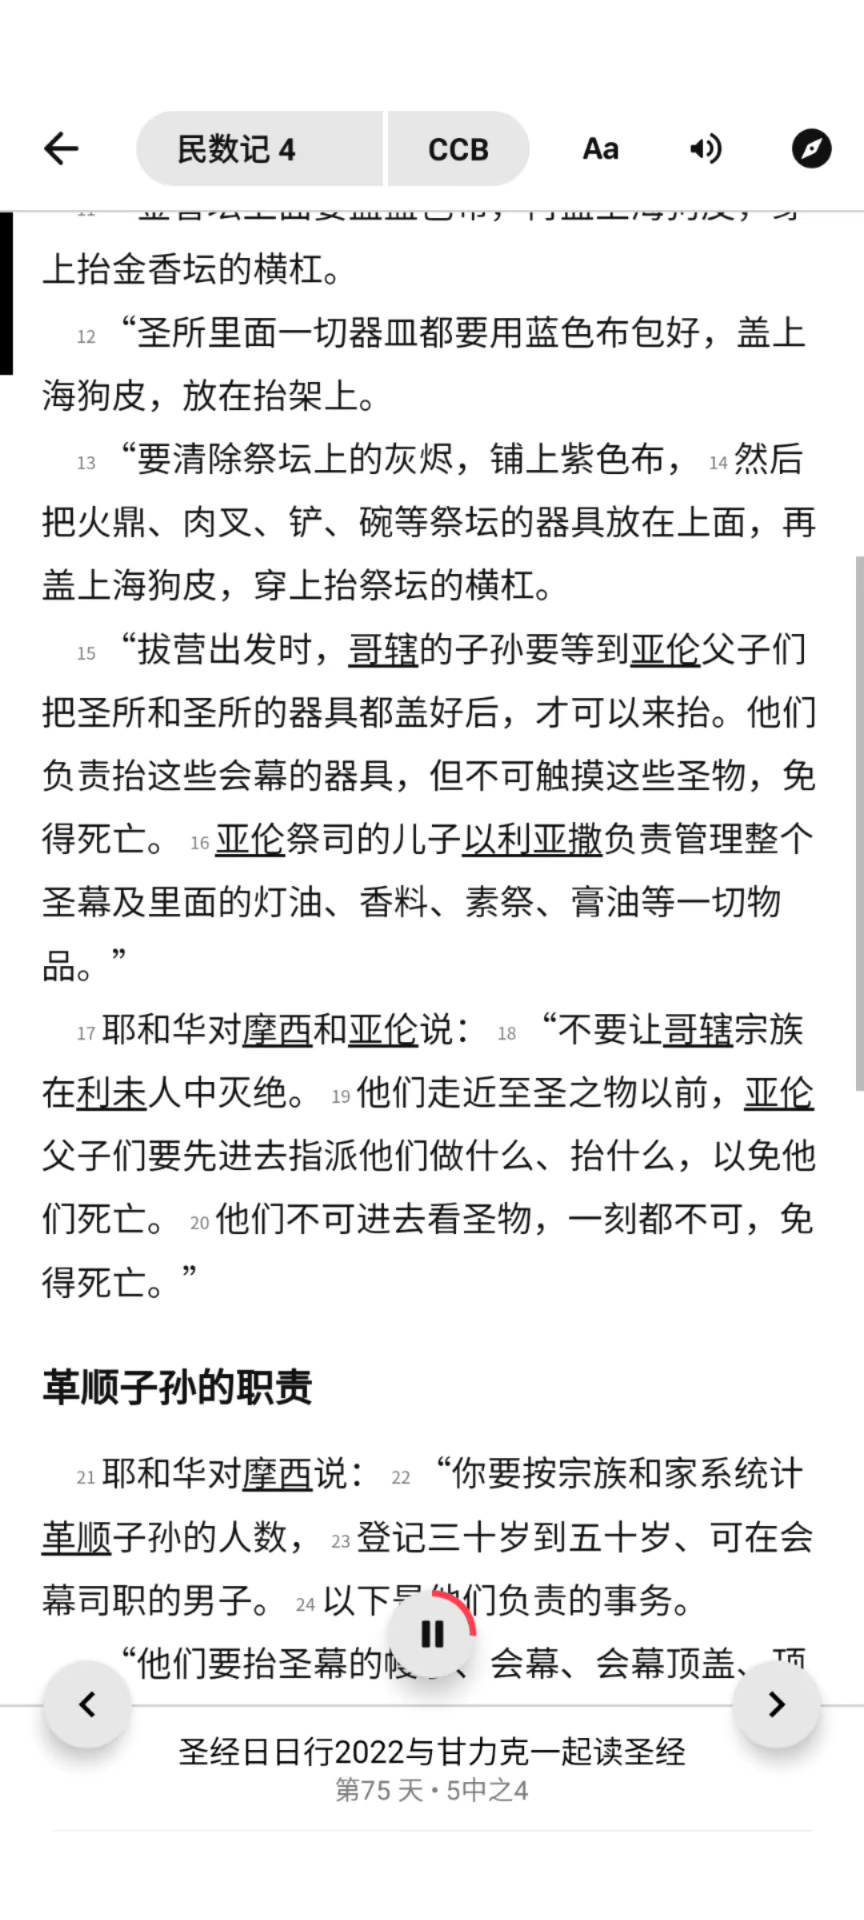 民数记 4 CCB Aa
上抬金香坛的横杠。
12 “圣所里面一切器皿都要用蓝色布包好，盖上
海狗皮，放在抬架上。
13 “要清除祭坛上的灰烬，铺上紫色布， 14 然后
把火鼎、肉叉、铲、碗等祭坛的器具放在上面，再
盖上海狗皮，穿上抬祭坛的横杠。
15 “拔营出发时，哥辖的子孙要等到亚伦父子们
把圣所和圣所的器具都盖好后，才可以来抬。他们
负责抬这些会幕的器具，但不可触摸这些圣物，免
得死亡。 16 亚伦祭司的儿子以利亚撒负责管理整个
圣幕及里面的灯油、香料、素祭、膏油等一切物
品。”
17 耶和华对摩西和亚伦说： 18 “不要让哥辖宗族
在利未人中灭绝。 19 他们走近至圣之物以前，亚伦
父子们要先进去指派他们做什么、抬什么，以免他
们死亡。 20 他们不可进去看圣物，一刻都不可，免
得死亡。”
革顺子孙的职责
21 耶和华对摩西说： 22 “你要按宗族和家系统计
革顺子孙的人数， 23 登记三十岁到五十岁、可在会
幕司职的男子。 24 以下是他们负责的事务。
“他们要抬圣幕的、会幕、会幕顶盖、顶
圣经日日行2022与甘力克一起读圣经
第75 天 • 5中之4